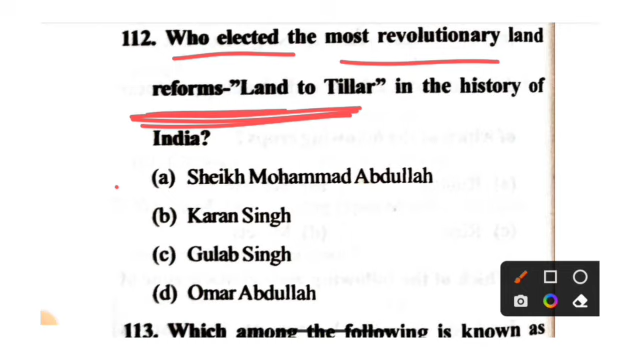 112. Who elected the most revolutionary land
reforms-"Land to Tillar" in the history of
India?
(a) Sheikh Mohammad Abdullah
(b) Karan Singh
(c) Gulab Singh
(d) Omar Abdullah
113. Which among the following is known as